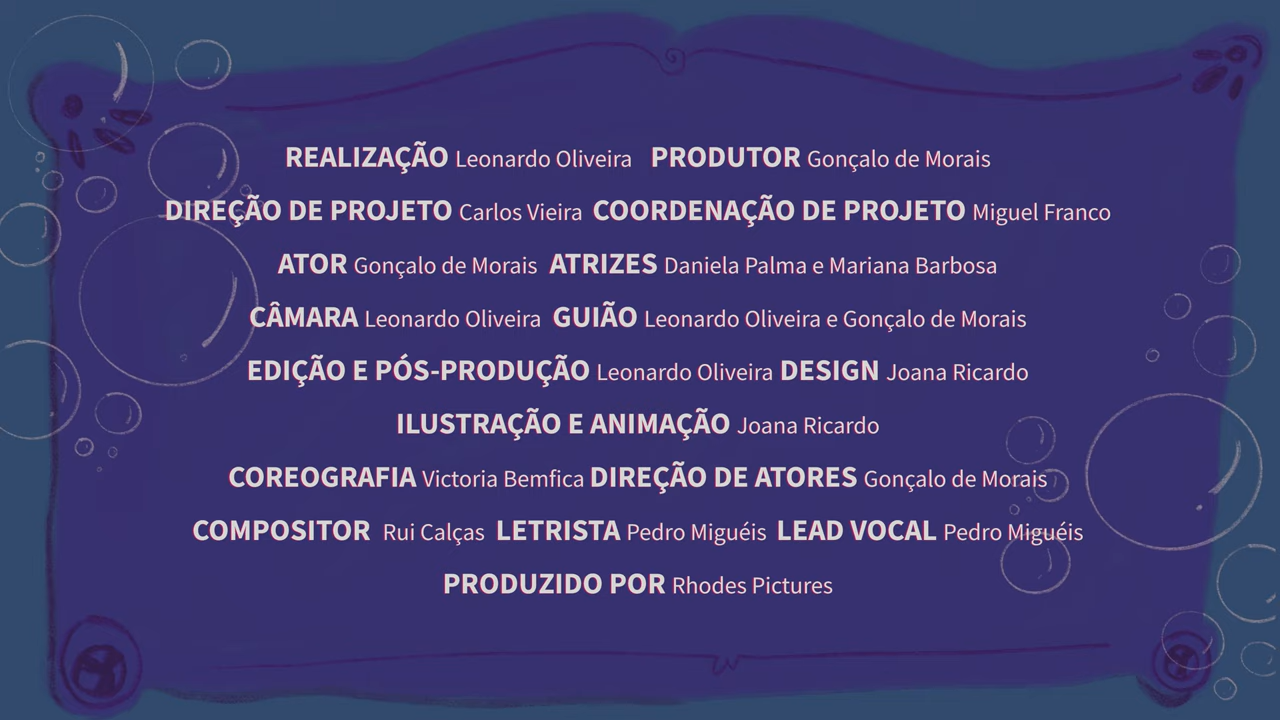 REALIZAÇÃO Leonardo Oliveira PRODUTOR Gonçalo de Morais
DIREÇÃO DE PROJETO Carlos Vieira COORDENAÇÃO DE PROJETO Miguel Franco
ATOR Gonçalo de Morais ATRIZES Daniela Palma e Mariana Barbosa
CÂMARA Leonardo Oliveira GUIÃO Leonardo Oliveira e Gonçalo de Morais
EDIÇÃO E PÓS-PRODUÇÃO Leonardo Oliveira DESIGN Joana Ricardo
ILUSTRAÇÃO E ANIMAÇÃO Joana Ricardo
COREOGRAFIA Victoria Bemfica DIREÇÃO DE ATORES Gonçalo de Morais
COMPOSITOR Rui Calças LETRISTA Pedro Miguéis LEAD VOCAL Pedro Miguéis
PRODUZIDO POR Rhodes Pictures